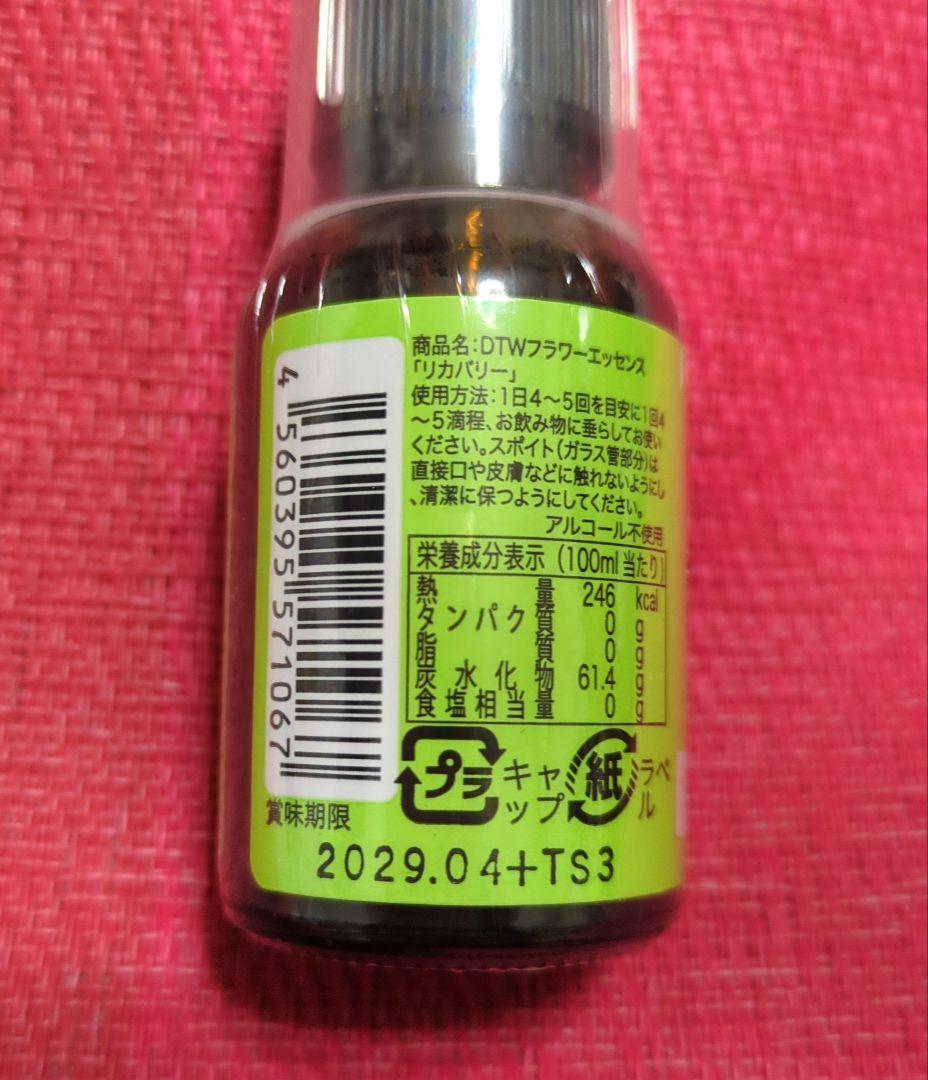 商品名：DTWフラワーエッセンス
「リカバリー」
使用方法：1日4〜5回を目安に1回4
〜5滴程、お飲み物に垂らしてお使い
ください。スポイト（ガラス管部分）は
直接口や皮膚などに触れないようにし
、清潔に保つようにしてください。
アルコール不使用
栄養成分表示（100ml当たり）
熱量 246 kcal
タンパク質 0 g
脂質 0 g
炭水化物 61.4 g
食塩相当量 0 g
プラ キャップ 紙 ラベル
4 560395 571067
賞味期限
2029.04+TS3